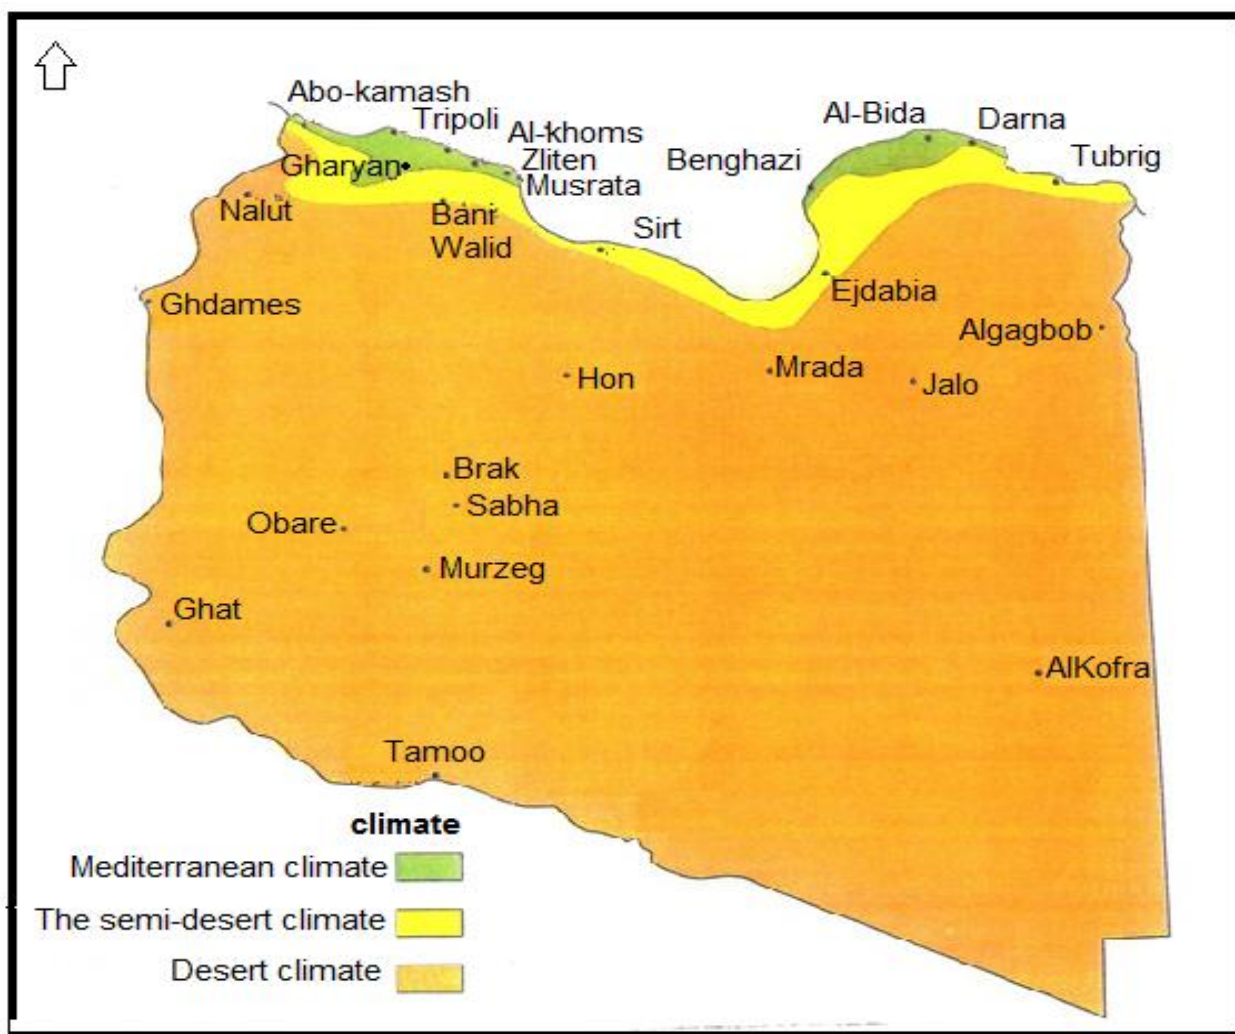 Abo-kamash
Tripoli
Al-khoms
Zliten
Musrata
Gharyan
Nalut
Bani
Walid
Sirt
Benghazi
Al-Bida
Darna
Tubrig
Ghdames
Ejdabia
Algagbob
Hon
Mrada
Jalo
Brak
Sabha
Obare
Murzeg
Ghat
AlKofra
Tamoo
climate
Mediterranean climate
The semi-desert climate
Desert climate